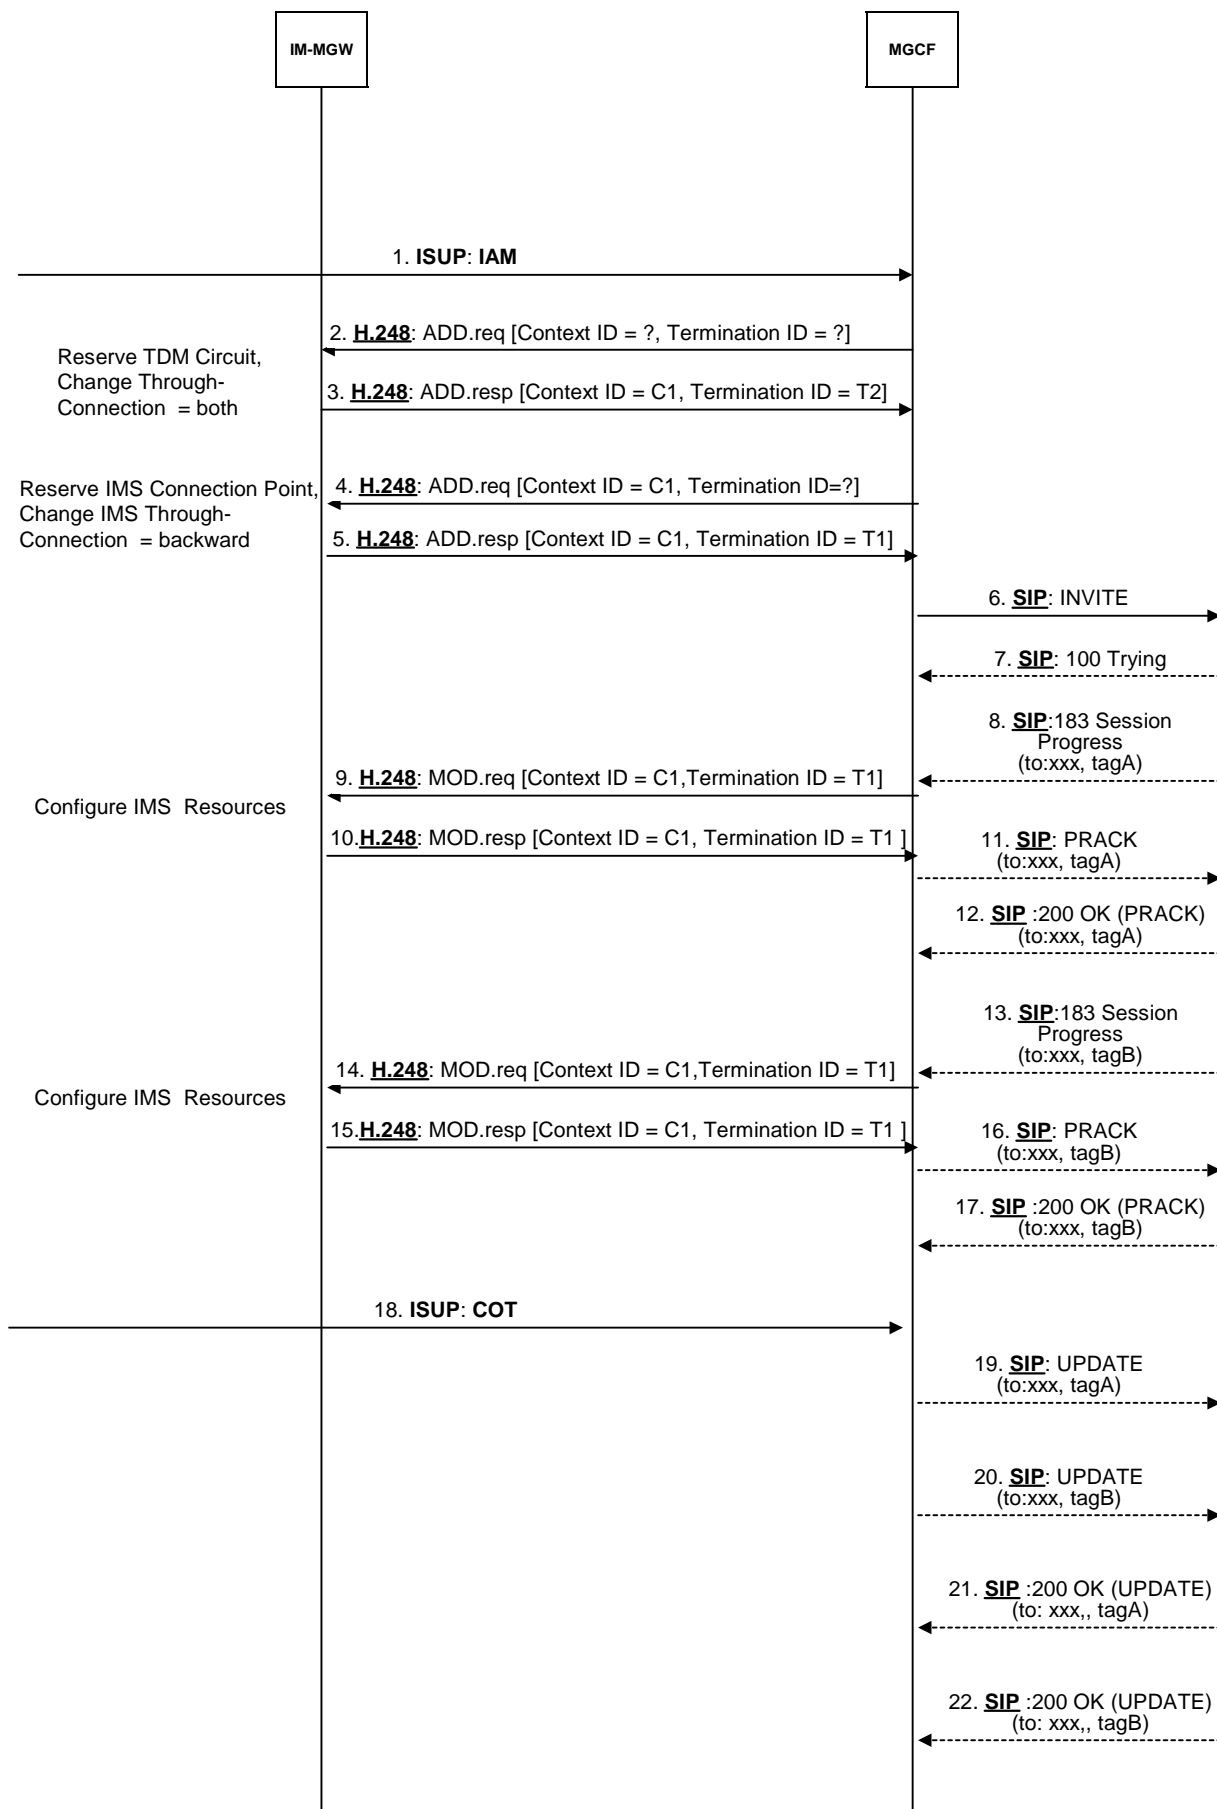 IM-MGW
MGCF
1. ISUP: IAM
2. H.248: ADD.req [Context ID = ?, Termination ID = ?]
Reserve TDM Circuit,
Change Through-
Connection = both
3. H.248: ADD.resp [Context ID = C1, Termination ID = T2]
Reserve IMS Connection Point,
Change IMS Through-
Connection = backward
4. H.248: ADD.req [Context ID = C1, Termination ID=?]
5. H.248: ADD.resp [Context ID = C1, Termination ID = T1]
6. SIP: INVITE
7. SIP: 100 Trying
8. SIP:183 Session
Progress
(to:xxx, tagA)
9. H.248: MOD.req [Context ID = C1,Termination ID = T1]
Configure IMS Resources
10.H.248: MOD.resp [Context ID = C1, Termination ID = T1 ]
11. SIP: PRACK
(to:xxx, tagA)
12. SIP :200 OK (PRACK)
(to:xxx, tagA)
13. SIP:183 Session
Progress
(to:xxx, tagB)
14. H.248: MOD.req [Context ID = C1,Termination ID = T1]
Configure IMS Resources
15.H.248: MOD.resp [Context ID = C1, Termination ID = T1 ]
16. SIP: PRACK
(to:xxx, tagB)
17. SIP :200 OK (PRACK)
(to:xxx, tagB)
18. ISUP: COT
19. SIP: UPDATE
(to:xxx, tagA)
20. SIP: UPDATE
(to:xxx, tagB)
21. SIP :200 OK (UPDATE)
(to: xxx,, tagA)
22. SIP :200 OK (UPDATE)
(to: xxx,, tagB)